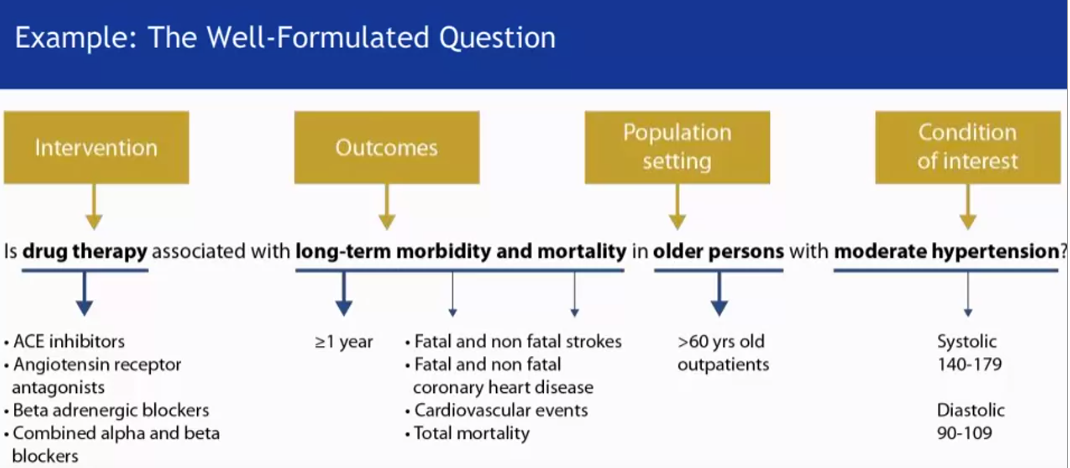 Example: The Well-Formulated Question
Intervention
Outcomes
Population
setting
Condition
of interest
Is drug therapy associated with long-term morbidity and mortality in older persons with moderate hypertension?
• ACE inhibitors
• Angiotensin receptor
antagonists
• Beta adrenergic blockers
• Combined alpha and beta
blockers
≥1 year
• Fatal and non fatal strokes
• Fatal and non fatal
coronary heart disease
• Cardiovascular events
• Total mortality
>60 yrs old
outpatients
Systolic
140-179
Diastolic
90-109